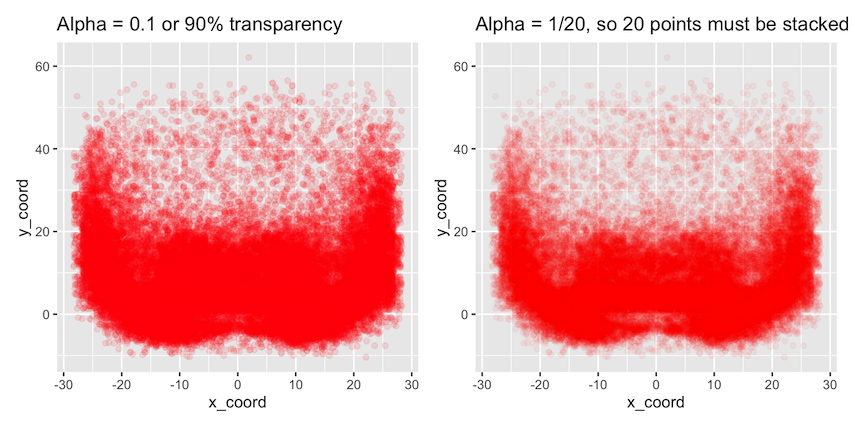 Alpha = 0.1 or 90% transparency
60
40
20
0
y_coord
-30 -20 -10 0 10 20 30
x_coord
Alpha = 1/20, so 20 points must be stacked
60
40
20
0
y_coord
-30 -20 -10 0 10 20 30
x_coord